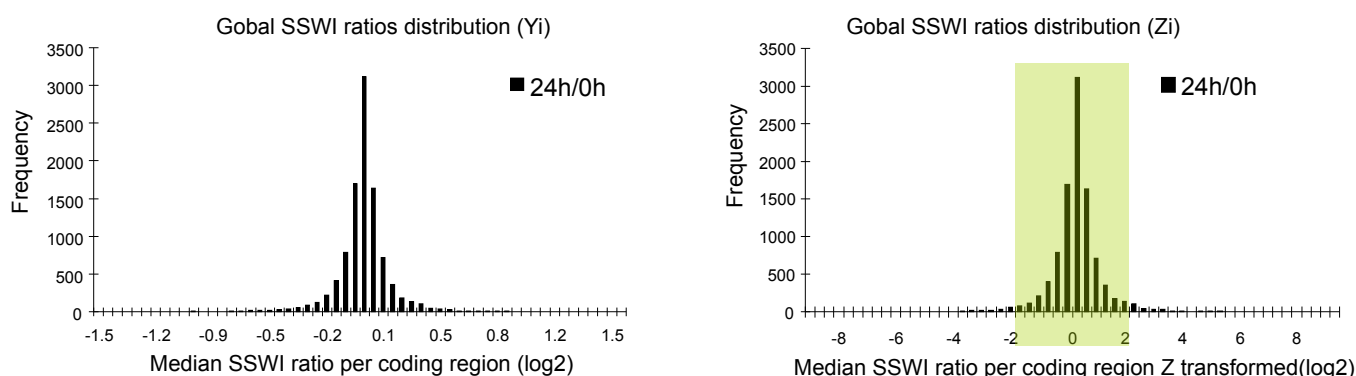 Gobal SSWI ratios distribution (Yi)
3500
3000
2500
2000
1500
1000
500
0
Frequency
24h/0h
-1.5 -1.2 -0.9 -0.5 -0.2 0.1 0.5 0.8 1.2 1.5
Median SSWI ratio per coding region (log2)
Gobal SSWI ratios distribution (Zi)
3500
3000
2500
2000
1500
1000
500
0
Frequency
24h/0h
-8 -6 -4 -2 0 2 4 6 8
Median SSWI ratio per coding region Z transformed(log2)